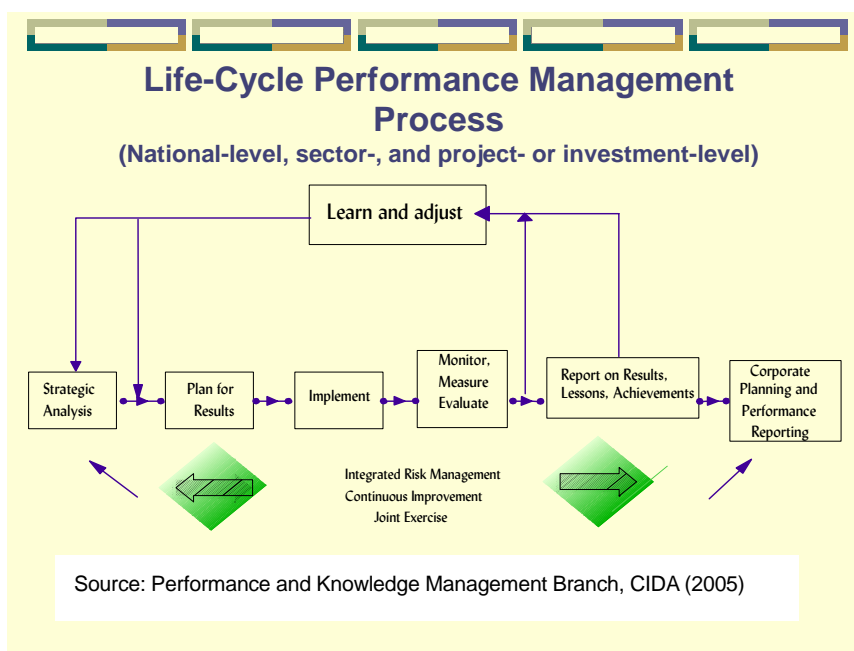 Life-Cycle Performance Management
Process
(National-level, sector-, and project- or investment-level)
Learn and adjust
Strategic
Analysis
Plan for
Results
Implement
Monitor,
Measure
Evaluate
Report on Results,
Lessons, Achievements
Corporate
Planning and
Performance
Reporting
Integrated Risk Management
Continuous Improvement
Joint Exercise
Source: Performance and Knowledge Management Branch, CIDA (2005)